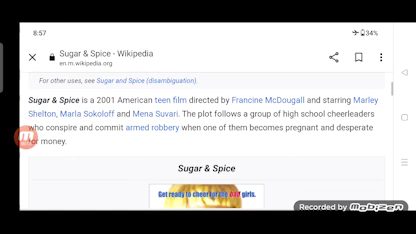 8:57
34%
Sugar & Spice - Wikipedia
en.m.wikipedia.org
For other uses, see Sugar and Spice (disambiguation).
Sugar & Spice is a 2001 American teen film directed by Francine McDougall and starring Marley
Shelton, Marla Sokoloff and Mena Suvari. The plot follows a group of high school cheerleaders
who conspire and commit armed robbery when one of them becomes pregnant and desperate
for money.
Sugar & Spice
Get ready to cheer for the bad girls.
Recorded by Mobizen